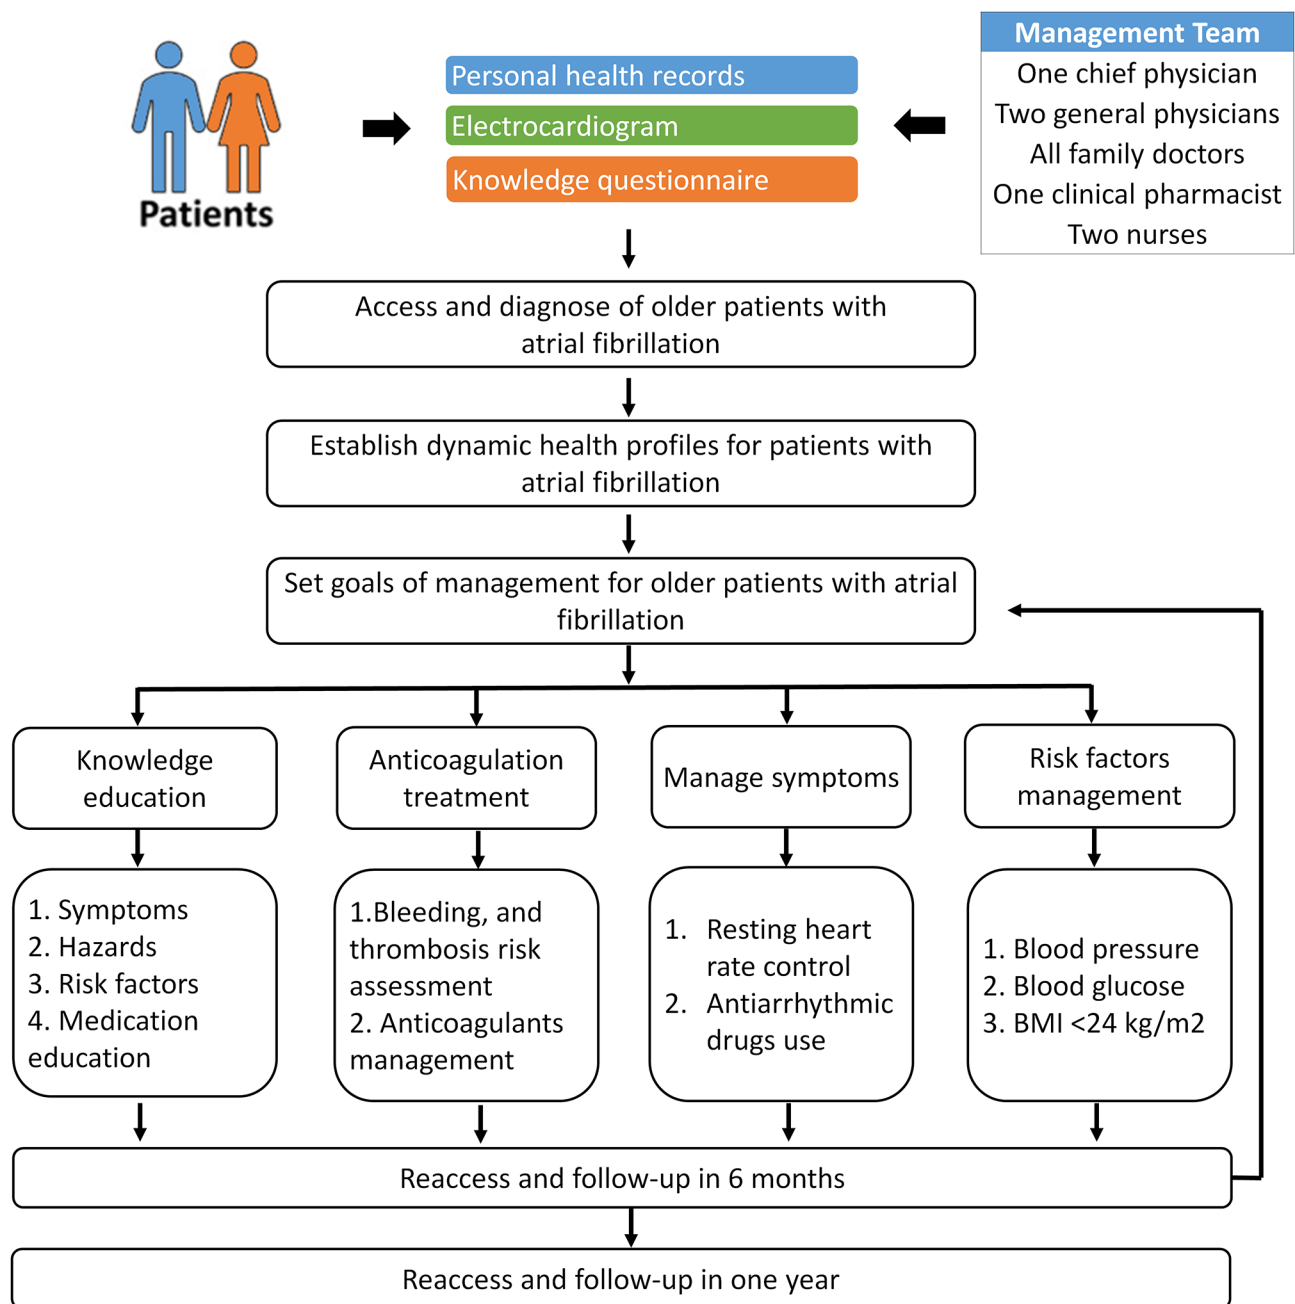 Patients
Personal health records
Electrocardiogram
Knowledge questionnaire
Management Team
One chief physician
Two general physicians
All family doctors
One clinical pharmacist
Two nurses
Access and diagnose of older patients with
atrial fibrillation
Establish dynamic health profiles for patients with
atrial fibrillation
Set goals of management for older patients with atrial
fibrillation
Knowledge
education
Anticoagulation
treatment
Manage symptoms
Risk factors
management
1. Symptoms
2. Hazards
3. Risk factors
4. Medication
education
1.Bleeding, and
thrombosis risk
assessment
2. Anticoagulants
management
1. Resting heart
rate control
2. Antiarrhythmic
drugs use
1. Blood pressure
2. Blood glucose
3. BMI <24 kg/m2
Reaccess and follow-up in 6 months
Reaccess and follow-up in one year